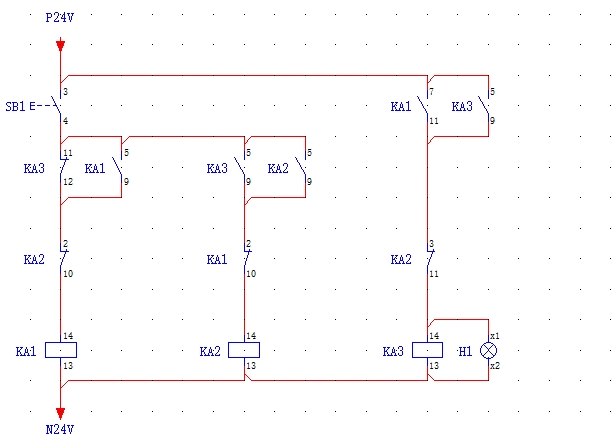 P24V
3 7 5
SB1 E KA1 KA3
4 11 9
11 5 5 5
KA3 KA1 KA3 KA2
12 9 9 9
2 2 3
KA2 KA1 KA2
10 10 11
14 14 14 x1
KA1 KA2 KA3 H1
13 13 13 x2
N24V